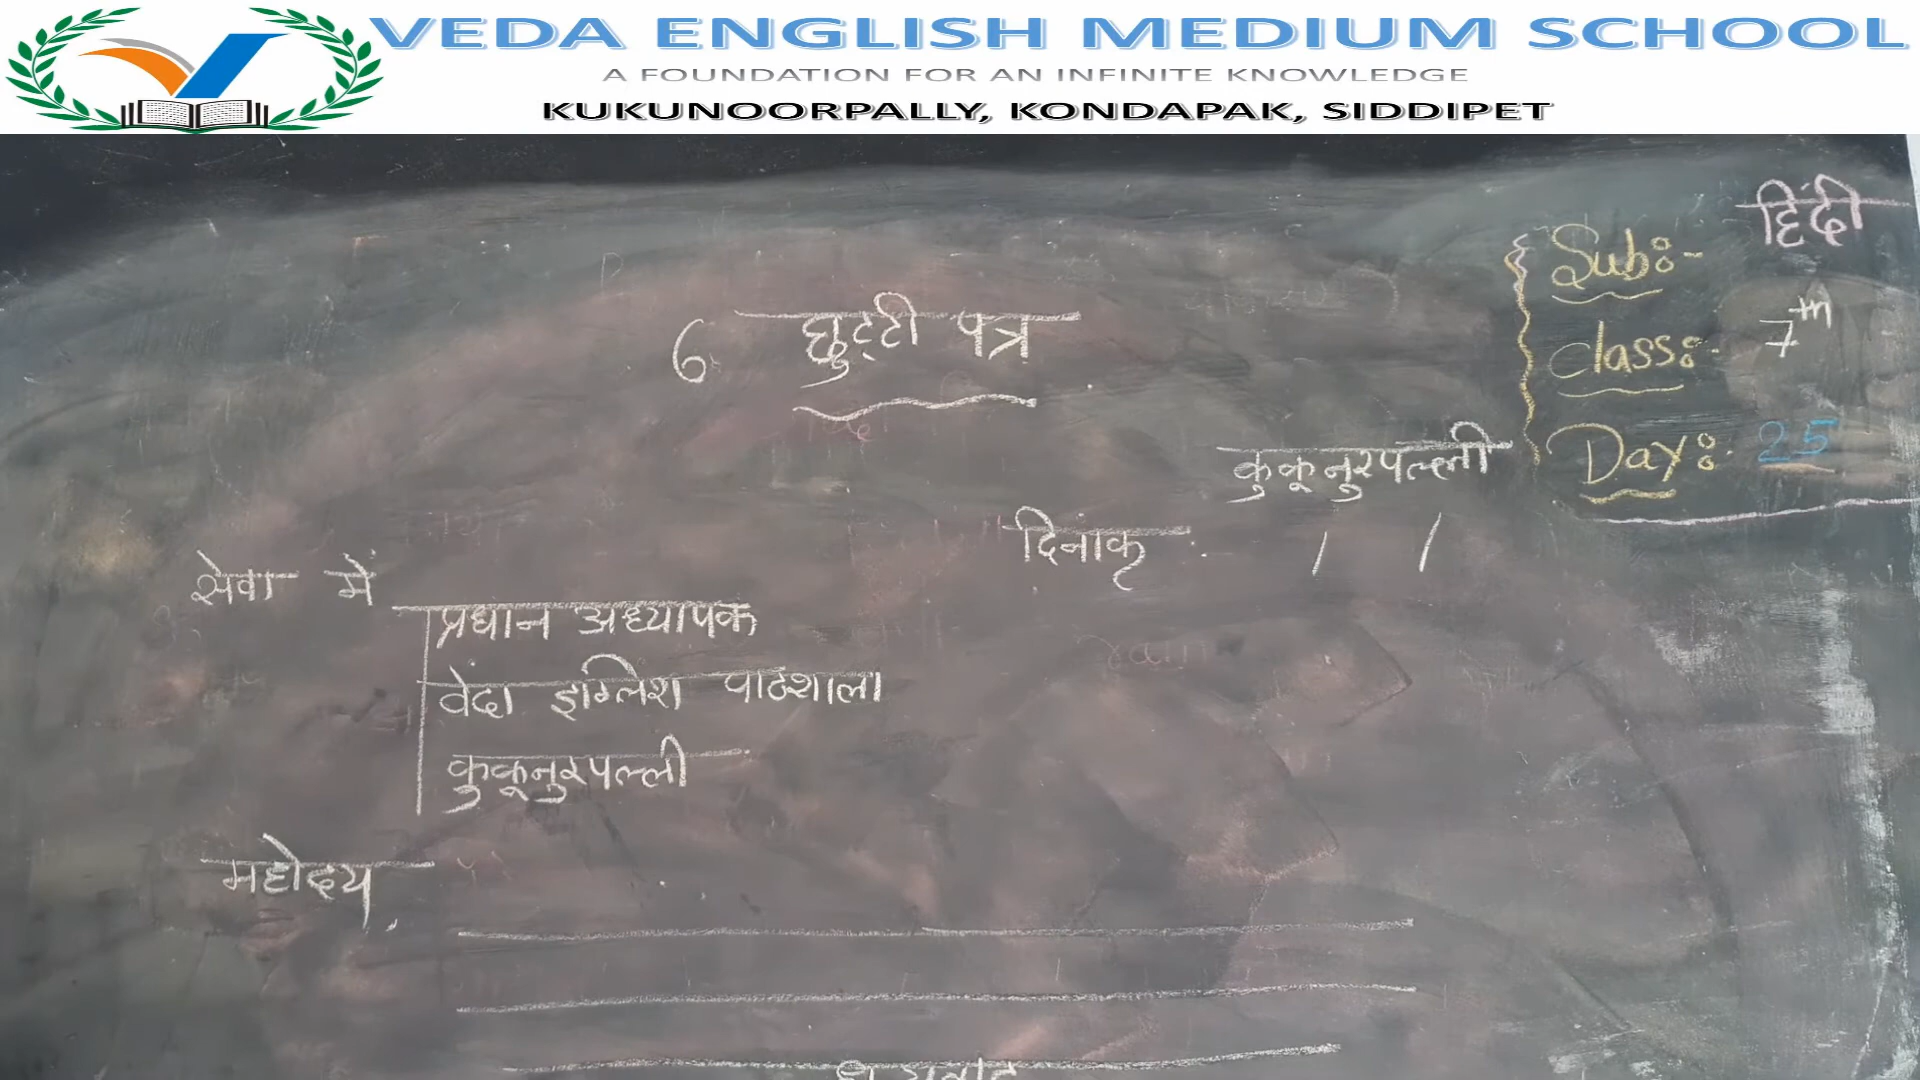 VEDA ENGLISH MEDIUM SCHOOL
A FOUNDATION FOR AN INFINITE KNOWLEDGE
KUKUNOORPALLY, KONDAPAK, SIDDIPET
Sub:- हिंदी
class:- 7th
Day:- 25
6 छुट्टी पत्र
कुकूनुरपल्ली
दिनांक : / /
सेवा में
प्रधान अध्यापक
वेदा इंग्लिश पाठशाला
कुकूनुरपल्ली
महोदय,